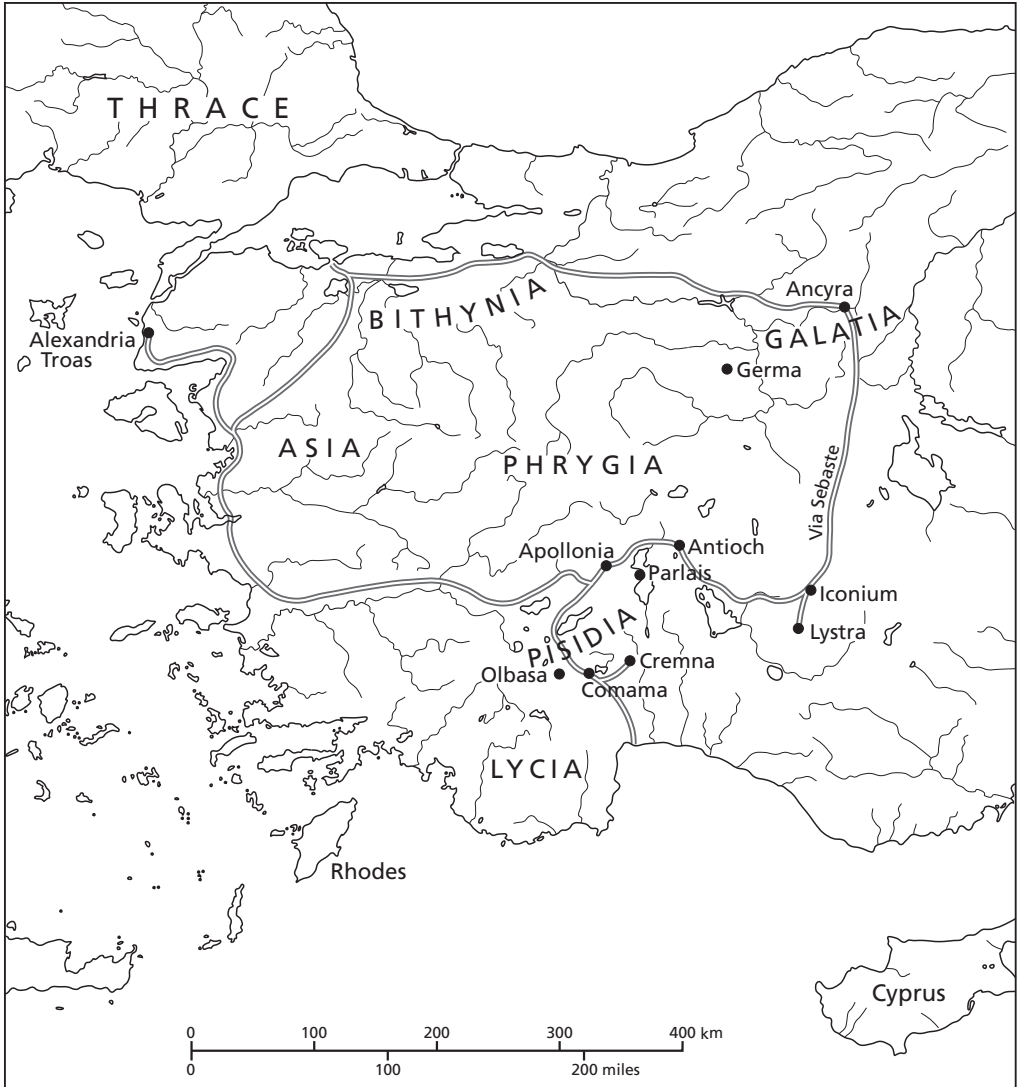 THRACE
Ancyra
BITHYNIA
GALATIA
Alexandria
Troas
Germa
ASIA
PHRYGIA
Via Sebaste
Apollonia
Antioch
Parlais
Iconium
Lystra
PISIDIA
Cremna
Olbasa
Comama
LYCIA
Rhodes
Cyprus
0 100 200 300 400 km
0 100 200 miles